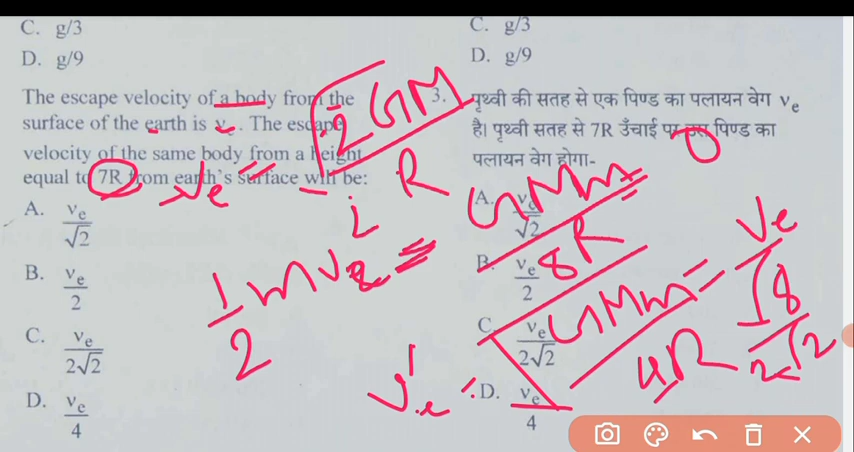 C. g/3
D. g/9
The escape velocity of a body from the
surface of the earth is vₑ. The escape
velocity of the same body from a height
equal to 7R from earth's surface will be:
A. vₑ/√2
B. vₑ/2
C. vₑ/2√2
D. vₑ/4
C. g/3
D. g/9
3. पृथ्वी की सतह से एक पिण्ड का पलायन वेग vₑ
है। पृथ्वी सतह से 7R उँचाई पर उस पिण्ड का
पलायन वेग होगा-
A. vₑ/√2
B. vₑ/2
C. vₑ/2√2
D. vₑ/4
vₑ = √2GM/R
1/2 mv² = GMm/8R
v'ₑ = √GMm/4R = vₑ/√8
2√2